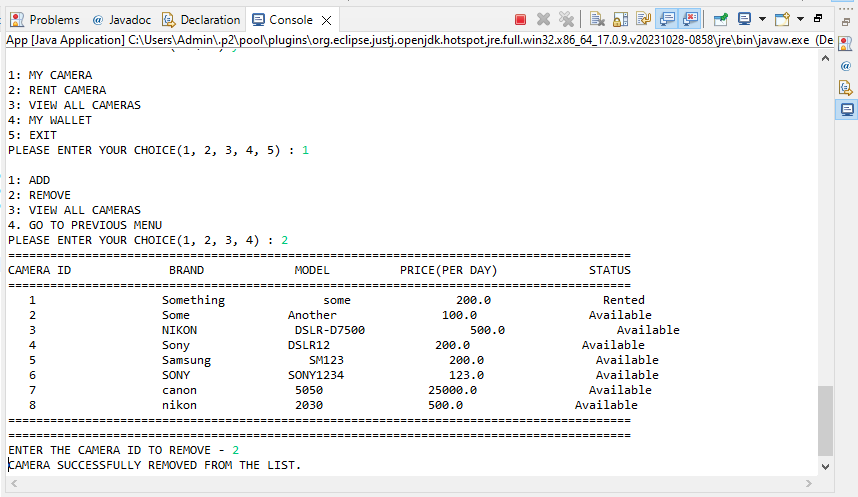 Problems @ Javadoc Declaration Console
App [Java Application] C:\Users\Admin\.p2\pool\plugins\org.eclipse.justj.openjdk.hotspot.jre.full.win32.x86_64_17.0.9.v20231028-0858\jre\bin\javaw.exe (De
1: MY CAMERA
2: RENT CAMERA
3: VIEW ALL CAMERAS
4: MY WALLET
5: EXIT
PLEASE ENTER YOUR CHOICE(1, 2, 3, 4, 5) : 1
1: ADD
2: REMOVE
3: VIEW ALL CAMERAS
4. GO TO PREVIOUS MENU
PLEASE ENTER YOUR CHOICE(1, 2, 3, 4) : 2
=========================================================================================
CAMERA ID BRAND MODEL PRICE(PER DAY) STATUS
=========================================================================================
1 Something some 200.0 Rented
2 Some Another 100.0 Available
3 NIKON DSLR-D7500 500.0 Available
4 Sony DSLR12 200.0 Available
5 Samsung SM123 200.0 Available
6 SONY SONY1234 123.0 Available
7 canon 5050 25000.0 Available
8 nikon 2030 500.0 Available
=========================================================================================
=========================================================================================
ENTER THE CAMERA ID TO REMOVE - 2
CAMERA SUCCESSFULLY REMOVED FROM THE LIST.